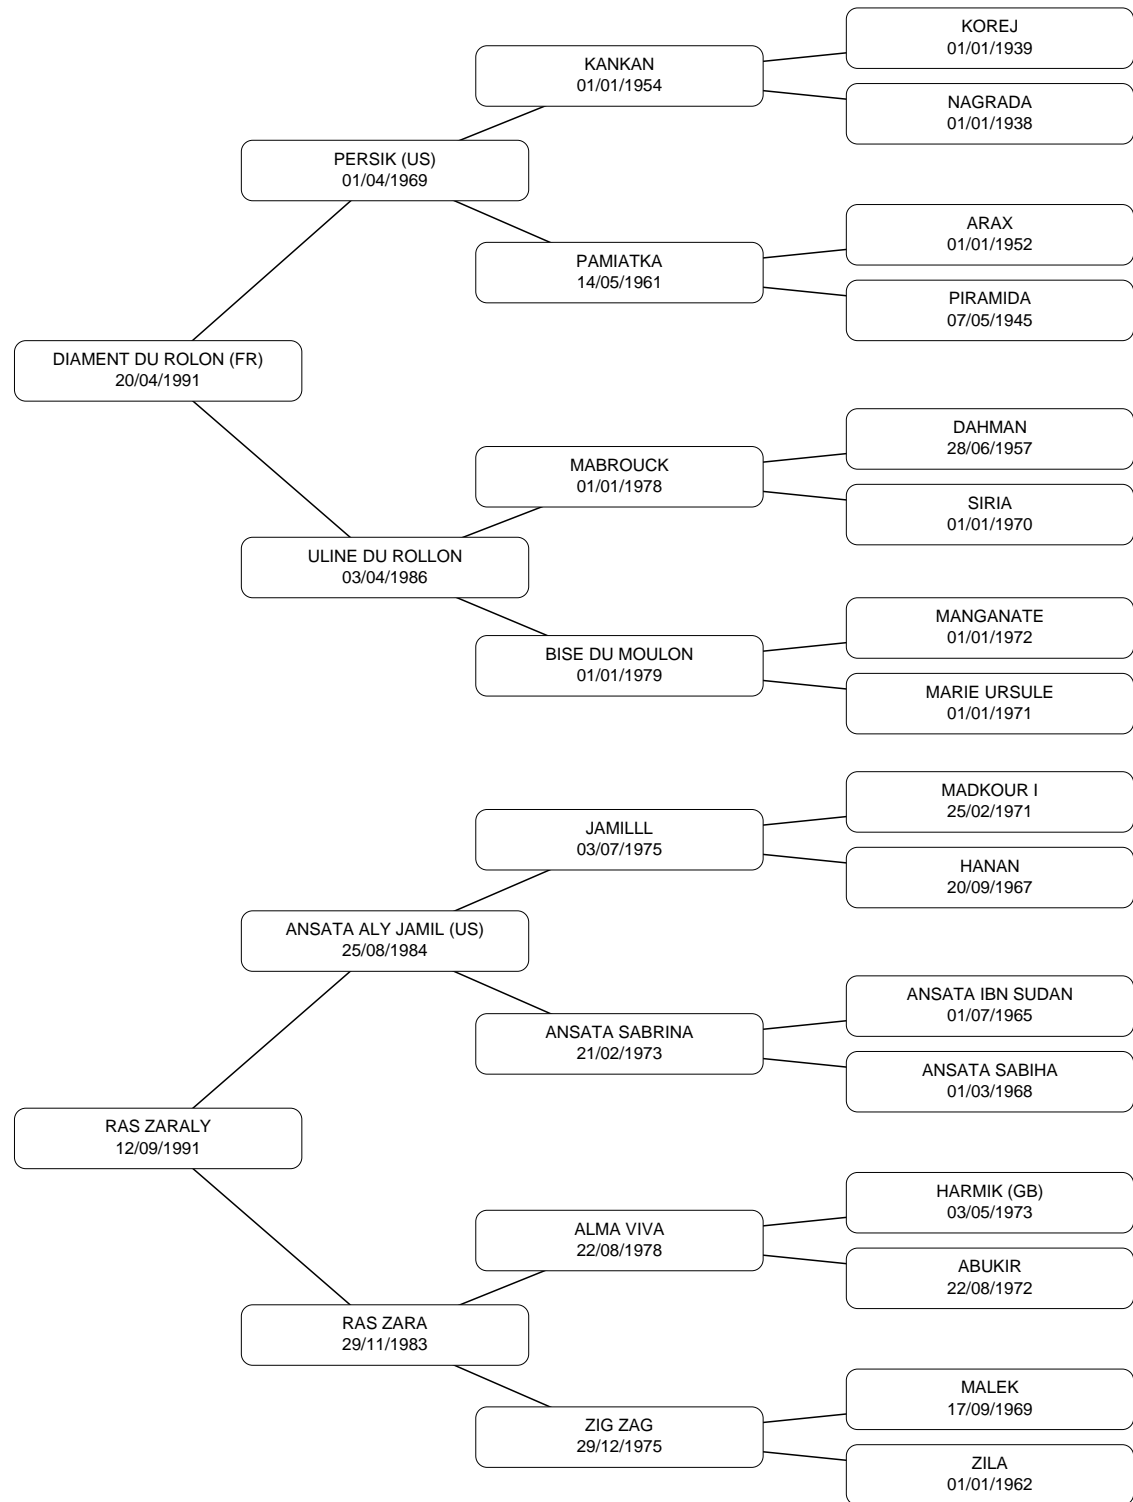 KOREJ
01/01/1939
KANKAN
01/01/1954
NAGRADA
01/01/1938
PERSIK (US)
01/04/1969
ARAX
01/01/1952
PAMIATKA
14/05/1961
PIRAMIDA
07/05/1945
DIAMENT DU ROLON (FR)
20/04/1991
DAHMAN
28/06/1957
MABROUCK
01/01/1978
SIRIA
01/01/1970
ULINE DU ROLLON
03/04/1986
MANGANATE
01/01/1972
BISE DU MOULON
01/01/1979
MARIE URSULE
01/01/1971
MADKOUR I
25/02/1971
JAMILLL
03/07/1975
HANAN
20/09/1967
ANSATA ALY JAMIL (US)
25/08/1984
ANSATA IBN SUDAN
01/07/1965
ANSATA SABRINA
21/02/1973
ANSATA SABIHA
01/03/1968
RAS ZARALY
12/09/1991
HARMIK (GB)
03/05/1973
ALMA VIVA
22/08/1978
ABUKIR
22/08/1972
RAS ZARA
29/11/1983
MALEK
17/09/1969
ZIG ZAG
29/12/1975
ZILA
01/01/1962